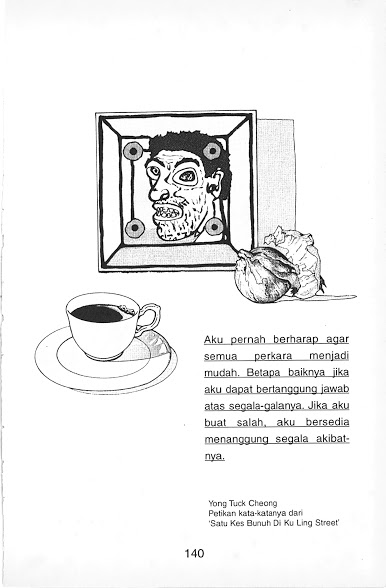 Aku pernah berharap agar
semua perkara menjadi
mudah. Betapa baiknya jika
aku dapat bertanggung jawab
atas segala-galanya. Jika aku
buat salah, aku bersedia
menanggung segala akibat-
nya.
Yong Tuck Cheong
Petikan kata-katanya dari
'Satu Kes Bunuh Di Ku Ling Street'
140